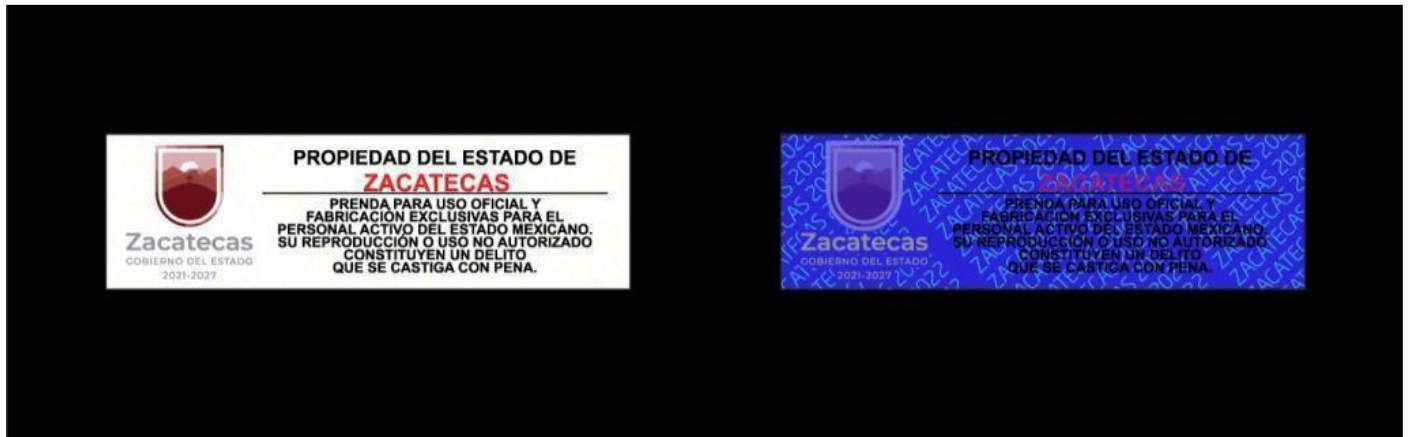 Zacatecas
GOBIERNO DEL ESTADO
2021-2027
PROPIEDAD DEL ESTADO DE
ZACATECAS
PRENDA PARA USO OFICIAL Y
FABRICACIÓN EXCLUSIVAS PARA EL
PERSONAL ACTIVO DEL ESTADO MEXICANO.
SU REPRODUCCIÓN O USO NO AUTORIZADO
CONSTITUYEN UN DELITO
QUE SE CASTIGA CON PENA.
Zacatecas
GOBIERNO DEL ESTADO
2021-2027
PROPIEDAD DEL ESTADO DE
ZACATECAS
PRENDA PARA USO OFICIAL Y
FABRICACIÓN EXCLUSIVAS PARA EL
PERSONAL ACTIVO DEL ESTADO MEXICANO.
SU REPRODUCCIÓN O USO NO AUTORIZADO
CONSTITUYEN UN DELITO
QUE SE CASTIGA CON PENA.
ZACATECAS 2022